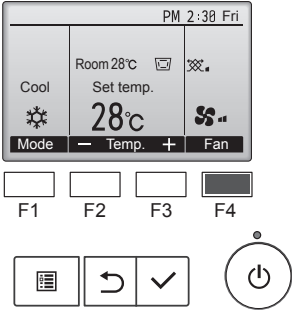 PM 2:30 Fri
Room 28℃
Cool
Set temp.
28℃
Mode − Temp. + Fan
F1 F2 F3 F4